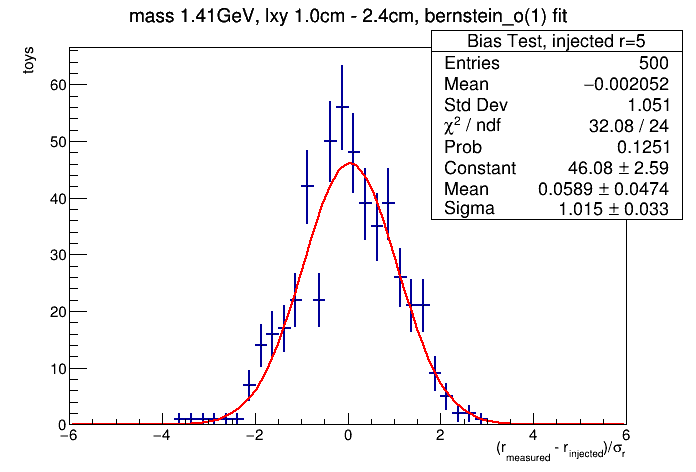 mass 1.41GeV, lxy 1.0cm - 2.4cm, bernstein_o(1) fit
toys
Bias Test, injected r=5
Entries 500
Mean −0.002052
Std Dev 1.051
χ² / ndf 32.08 / 24
Prob 0.1251
Constant 46.08 ± 2.59
Mean 0.0589 ± 0.0474
Sigma 1.015 ± 0.033
60
50
40
30
20
10
0
−6 −4 −2 0 2 4 6
(r_measured - r_injected)/σ_r